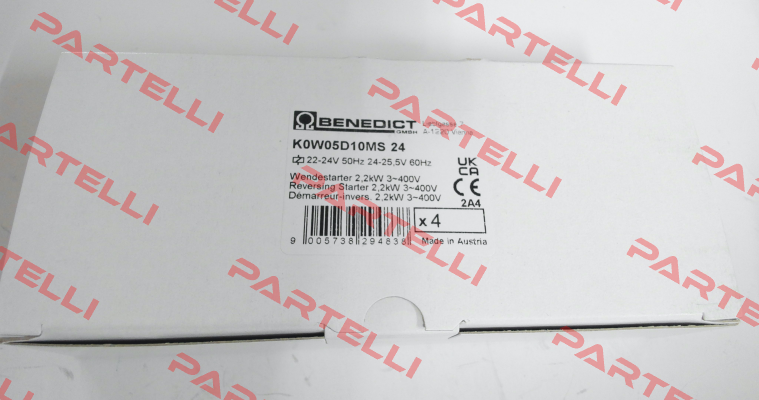 PARTELLI
BENEDICT
GMBH
A-1220 Vienna
K0W05D10MS 24
22-24V 50Hz 24-25,5V 60Hz
UK
CA
Wendestarter 2,2kW 3~400V
Reversing Starter 2,2kW 3~400V
Démarreur-invers. 2,2kW 3~400V
CE
2A4
x 4
9 005738 294838
Made in Austria
PARTELLI
PARTELLI
PARTELLI
PARTELLI
PARTELLI
PARTELLI
PARTELLI
PARTELLI